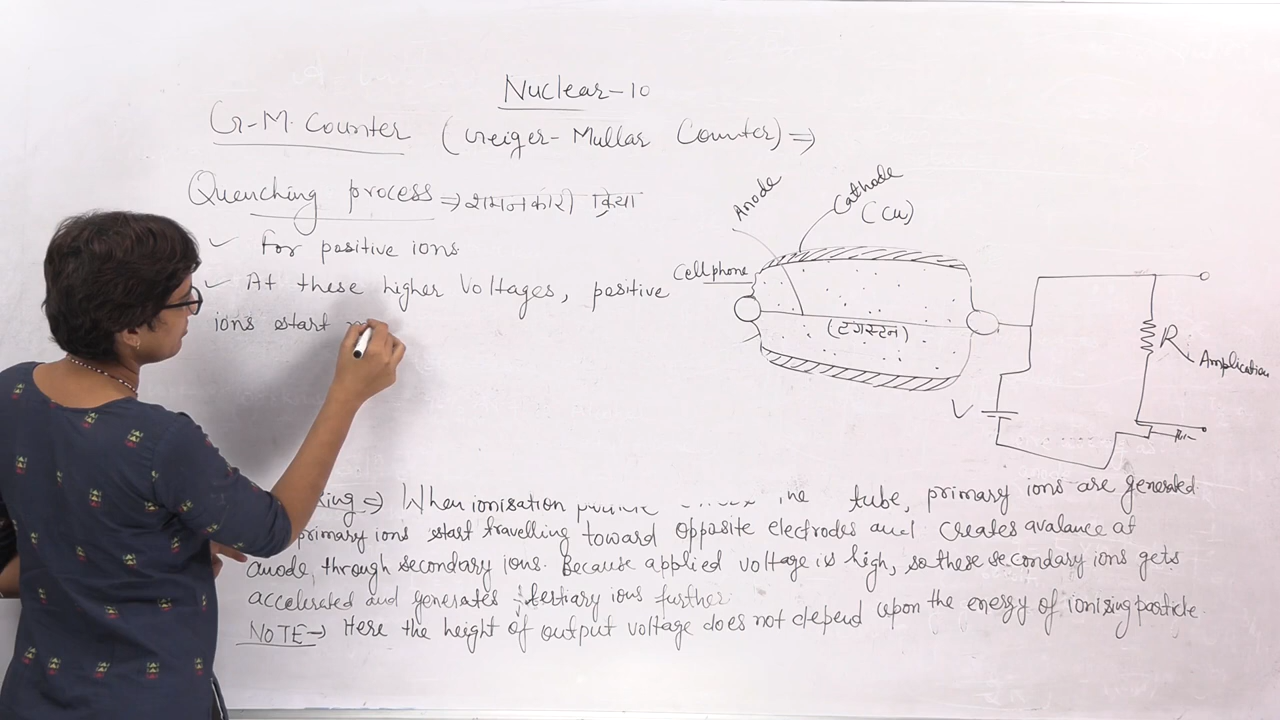 Nuclear-10
G-M. Counter (Geiger-Mullar Counter) ⇒
Quenching process ⇒ शमनकारी क्रिया
✓ For positive ions
✓ At these higher voltages, positive
ions start
Anode
Cathode
(Cu)
Cellphone
(टंगस्टन)
V
R
Amplication
king ⇒ When ionisation tube, primary ions are generated
primary ions start travelling toward opposite electrodes and creates avalance at
anode, through secondary ions. Because applied voltage is high, so these secondary ions gets
accelerated and generates tertiary ions further.
NOTE → Here the height of output voltage does not depend upon the energy of ionising particle.